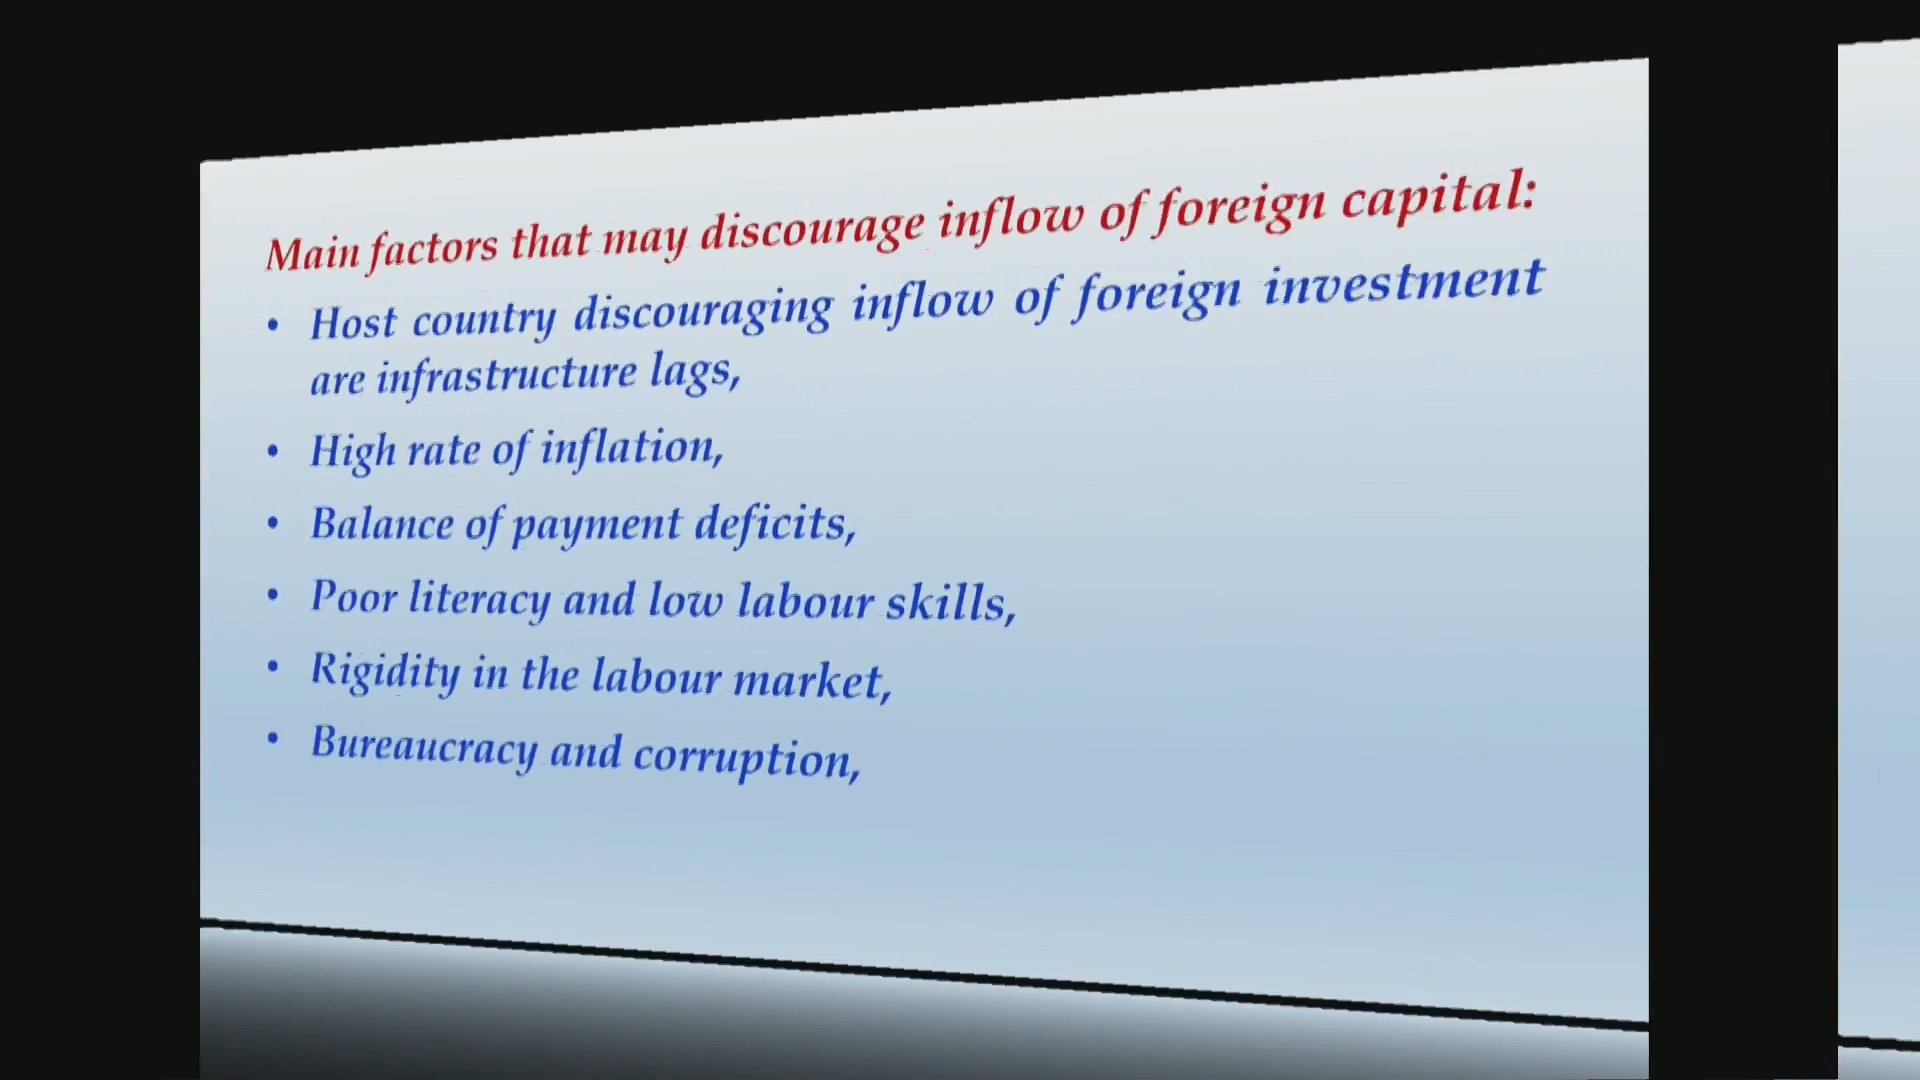 Main factors that may discourage inflow of foreign capital:
• Host country discouraging inflow of foreign investment
are infrastructure lags,
• High rate of inflation,
• Balance of payment deficits,
• Poor literacy and low labour skills,
• Rigidity in the labour market,
• Bureaucracy and corruption,